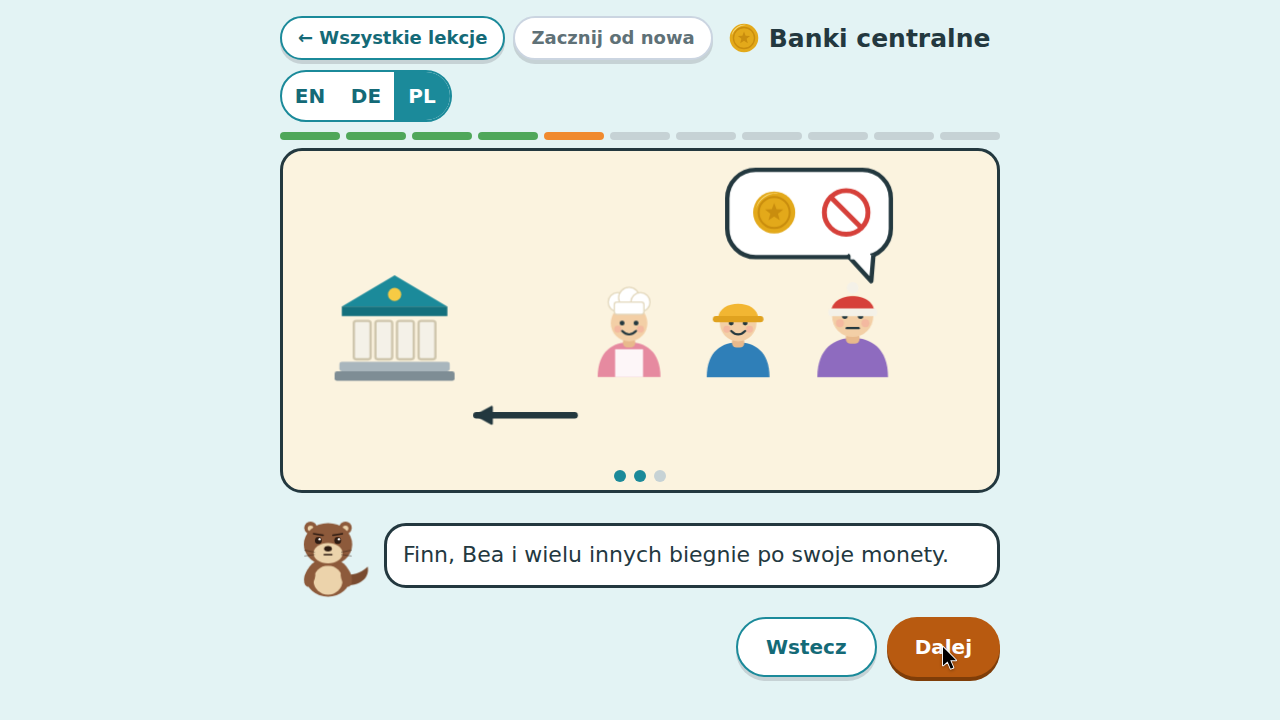 ← Wszystkie lekcje
Zacznij od nowa
Banki centralne
EN DE PL
Finn, Bea i wielu innych biegnie po swoje monety.
Wstecz
Dalej